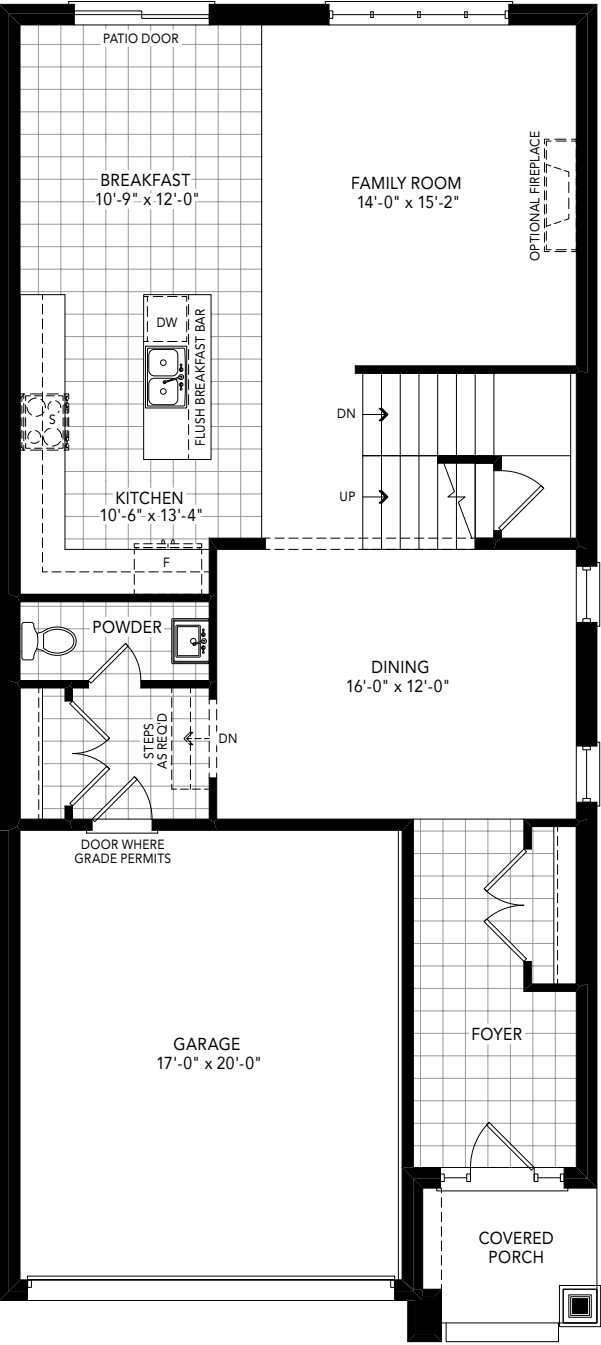 PATIO DOOR
BREAKFAST
10'-9" x 12'-0"
FAMILY ROOM
14'-0" x 15'-2"
OPTIONAL FIREPLACE
DW
FLUSH BREAKFAST BAR
S
DN
UP
KITCHEN
10'-6" x 13'-4"
F
POWDER
DINING
16'-0" x 12'-0"
STEPS
AS REQ'D
DN
DOOR WHERE
GRADE PERMITS
FOYER
GARAGE
17'-0" x 20'-0"
COVERED
PORCH